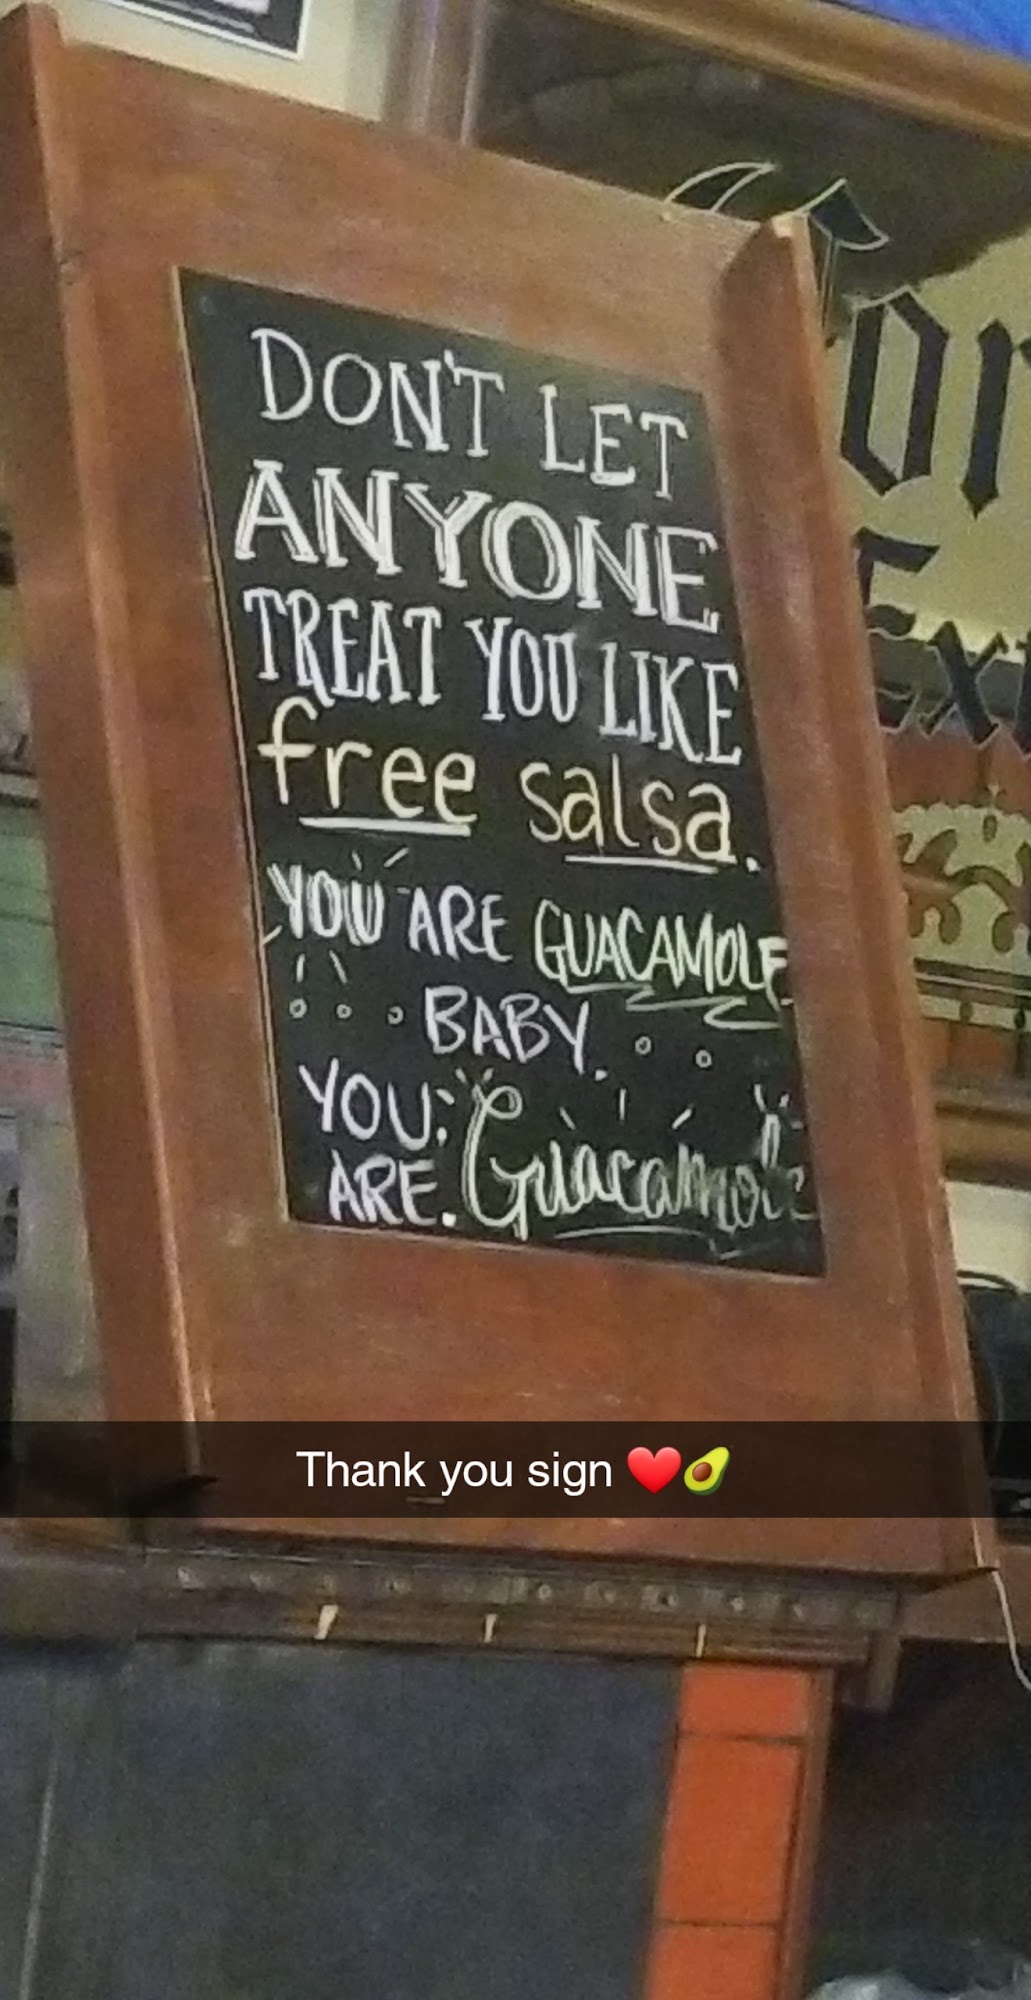 DON'T LET
ANYONE
TREAT YOU LIKE
free salsa.
YOU ARE GUACAMOLE
BABY.
YOU.
ARE. Guacamole
Thank you sign ❤️🥑